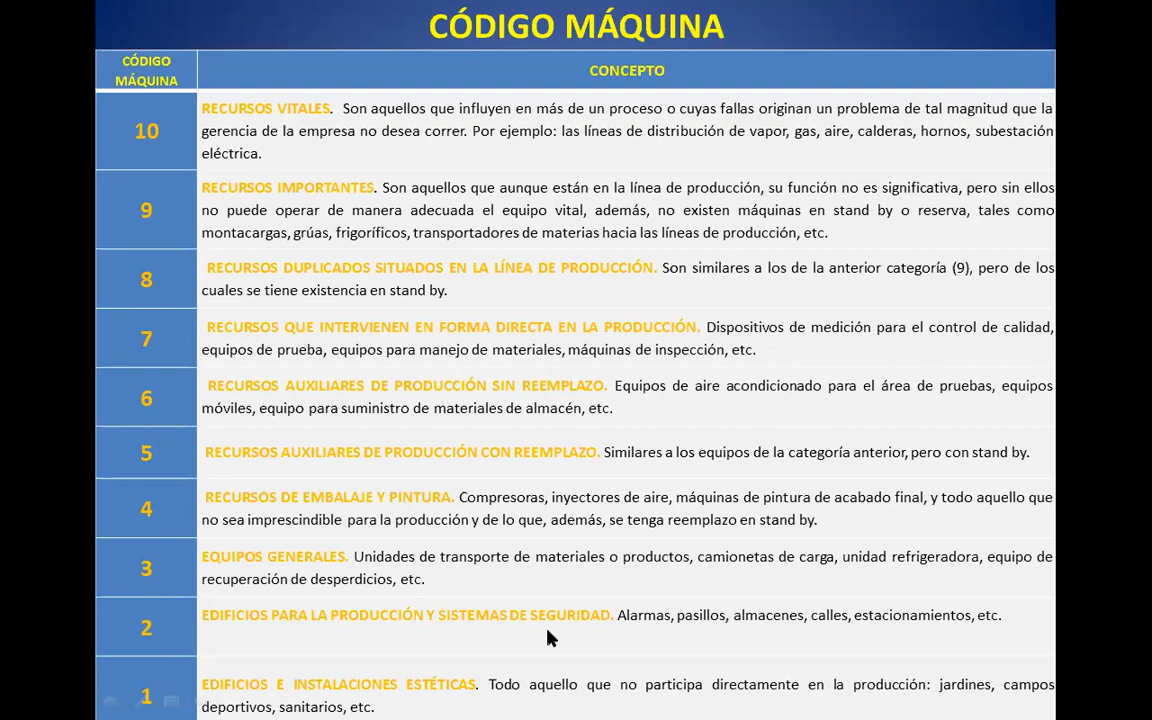 CÓDIGO MÁQUINA
CÓDIGO
MÁQUINA
CONCEPTO
10
RECURSOS VITALES. Son aquellos que influyen en más de un proceso o cuyas fallas originan un problema de tal magnitud que la
gerencia de la empresa no desea correr. Por ejemplo: las líneas de distribución de vapor, gas, aire, calderas, hornos, subestación
eléctrica.
9
RECURSOS IMPORTANTES. Son aquellos que aunque están en la línea de producción, su función no es significativa, pero sin ellos
no puede operar de manera adecuada el equipo vital, además, no existen máquinas en stand by o reserva, tales como
montacargas, grúas, frigoríficos, transportadores de materias hacia las líneas de producción, etc.
8
RECURSOS DUPLICADOS SITUADOS EN LA LÍNEA DE PRODUCCIÓN. Son similares a los de la anterior categoría (9), pero de los
cuales se tiene existencia en stand by.
7
RECURSOS QUE INTERVIENEN EN FORMA DIRECTA EN LA PRODUCCIÓN. Dispositivos de medición para el control de calidad,
equipos de prueba, equipos para manejo de materiales, máquinas de inspección, etc.
6
RECURSOS AUXILIARES DE PRODUCCIÓN SIN REEMPLAZO. Equipos de aire acondicionado para el área de pruebas, equipos
móviles, equipo para suministro de materiales de almacén, etc.
5
RECURSOS AUXILIARES DE PRODUCCIÓN CON REEMPLAZO. Similares a los equipos de la categoría anterior, pero con stand by.
4
RECURSOS DE EMBALAJE Y PINTURA. Compresoras, inyectores de aire, máquinas de pintura de acabado final, y todo aquello que
no sea imprescindible para la producción y de lo que, además, se tenga reemplazo en stand by.
3
EQUIPOS GENERALES. Unidades de transporte de materiales o productos, camionetas de carga, unidad refrigeradora, equipo de
recuperación de desperdicios, etc.
2
EDIFICIOS PARA LA PRODUCCIÓN Y SISTEMAS DE SEGURIDAD. Alarmas, pasillos, almacenes, calles, estacionamientos, etc.
1
EDIFICIOS E INSTALACIONES ESTÉTICAS. Todo aquello que no participa directamente en la producción: jardines, campos
deportivos, sanitarios, etc.